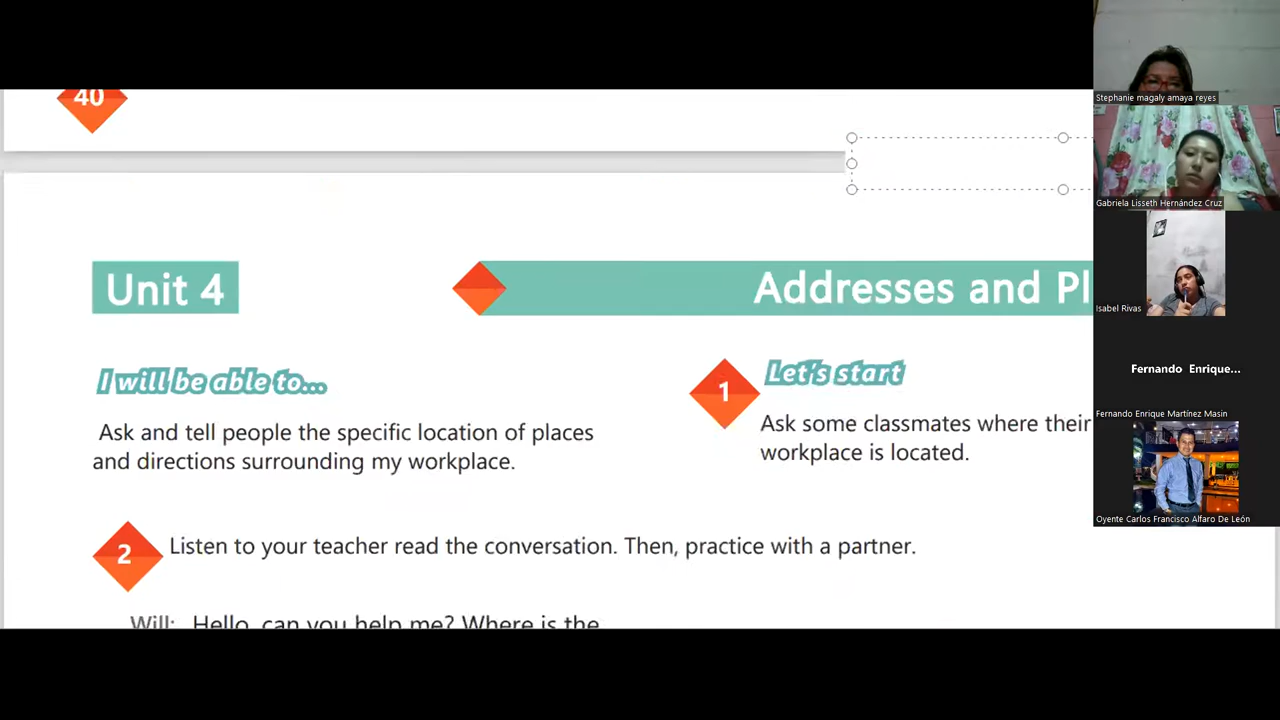 40
Unit 4
Addresses and Pl
I will be able to...
Ask and tell people the specific location of places
and directions surrounding my workplace.
1
Let's start
Ask some classmates where their
workplace is located.
2
Listen to your teacher read the conversation. Then, practice with a partner.
Will: Hello, can you help me? Where is the
Stephanie magaly amaya reyes
Gabriela Lisseth Hernández Cruz
Isabel Rivas
Fernando Enrique...
Fernando Enrique Martínez Masin
Oyente Carlos Francisco Alfaro De León